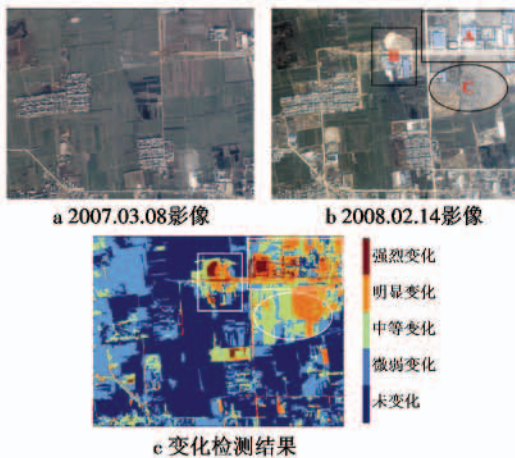 a 2007.03.08影像
b 2008.02.14影像
强烈变化
明显变化
中等变化
微弱变化
未变化
c 变化检测结果